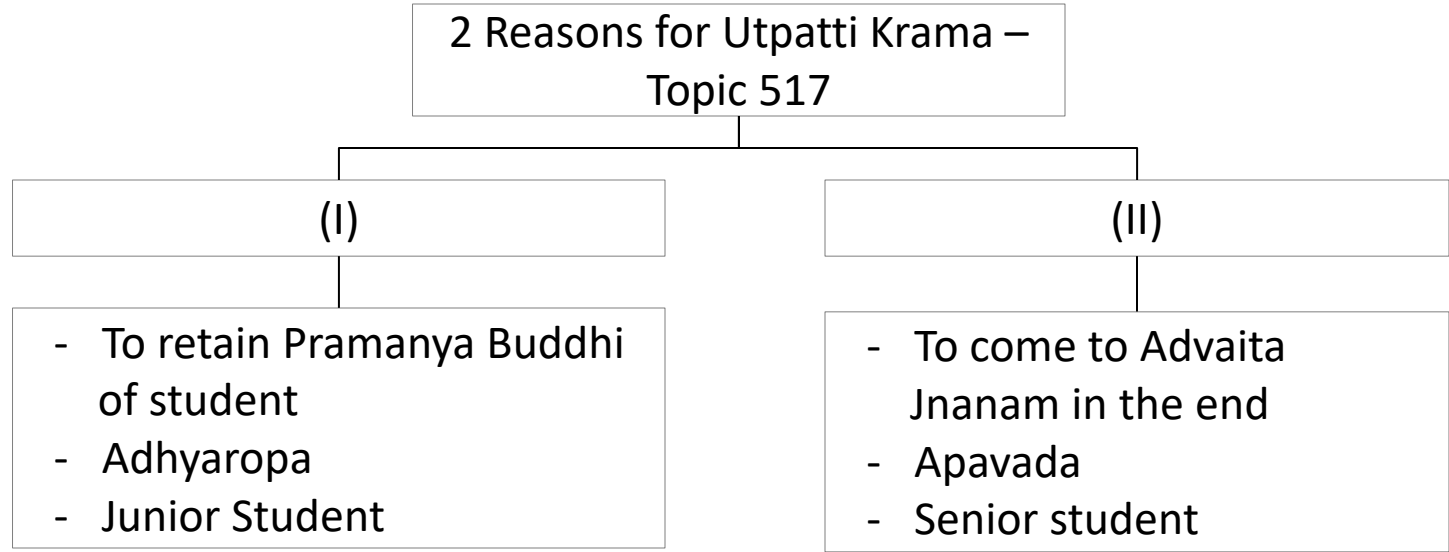 2 Reasons for Utpatti Krama –
Topic 517
(I)
(II)
- To retain Pramanya Buddhi
of student
- Adhyaropa
- Junior Student
- To come to Advaita
Jnanam in the end
- Apavada
- Senior student